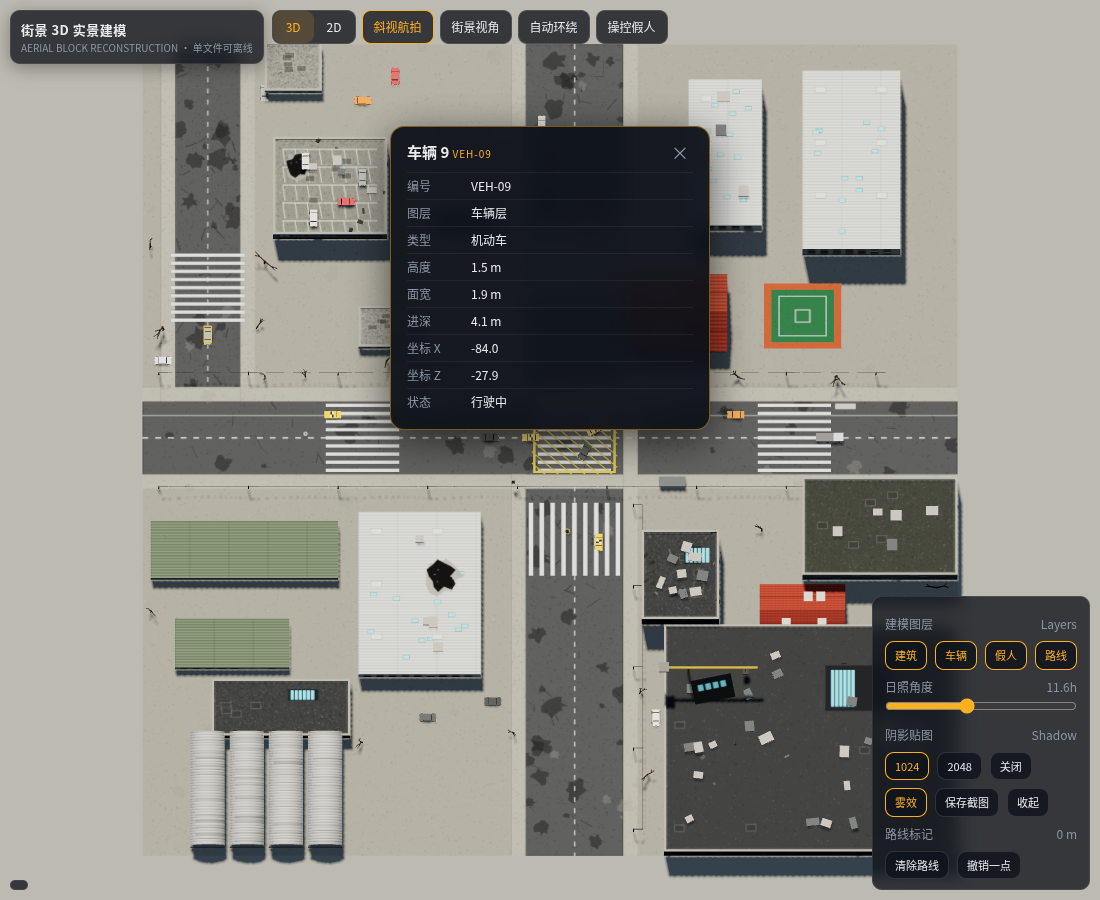 街景 3D 实景建模
AERIAL BLOCK RECONSTRUCTION · 单文件可离线
3D 2D 斜视航拍 街景视角 自动环绕 操控假人
车辆 9 VEH-09
编号 VEH-09
图层 车辆层
类型 机动车
高度 1.5 m
面宽 1.9 m
进深 4.1 m
坐标 X -84.0
坐标 Z -27.9
状态 行驶中
建模图层 Layers
建筑 车辆 假人 路线
日照角度 11.6h
阴影贴图 Shadow
1024 2048 关闭
雾效 保存截图 收起
路线标记 0 m
清除路线 撤销一点